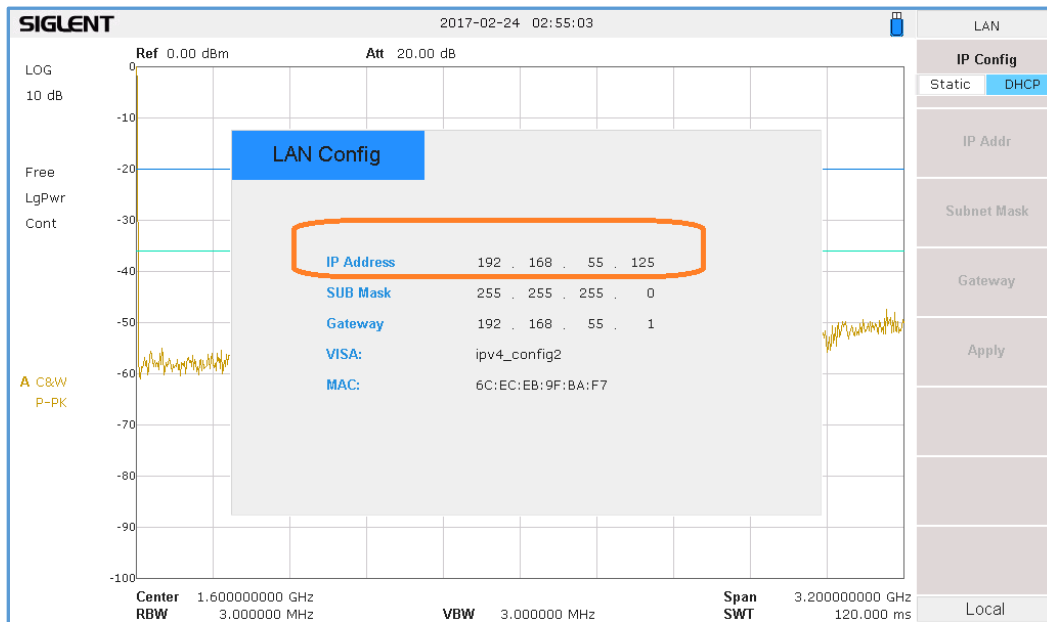 SIGLENT 2017-02-24 02:55:03 LAN
Ref 0.00 dBm Att 20.00 dB
IP Config
Static DHCP
LOG
10 dB
Free
LgPwr
Cont
A C&W
P-PK
0
-10
-20
-30
-40
-50
-60
-70
-80
-90
-100
LAN Config
IP Address 192 . 168 . 55 . 125
SUB Mask 255 . 255 . 255 . 0
Gateway 192 . 168 . 55 . 1
VISA: ipv4_config2
MAC: 6C:EC:EB:9F:BA:F7
IP Addr
Subnet Mask
Gateway
Apply
Center 1.600000000 GHz Span 3.200000000 GHz
RBW 3.000000 MHz VBW 3.000000 MHz SWT 120.000 ms
Local